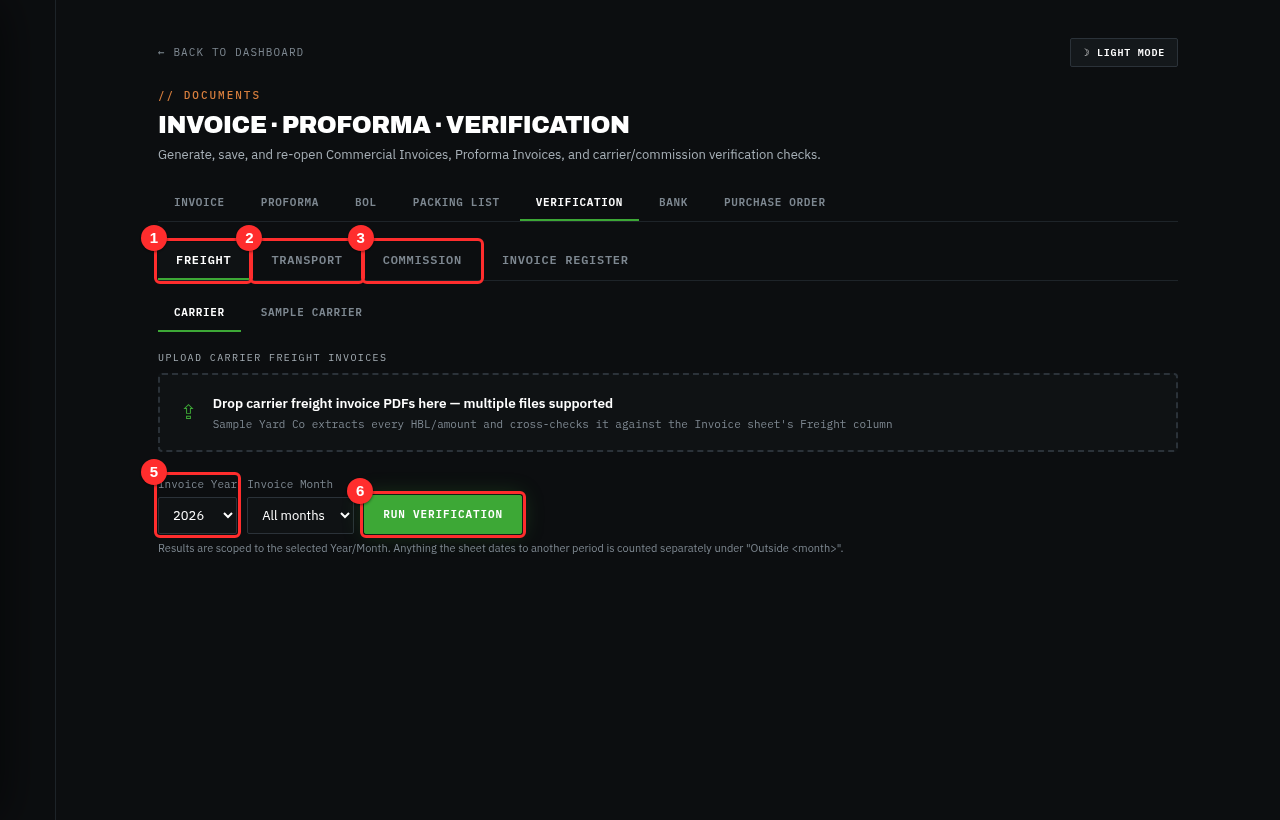 ← BACK TO DASHBOARD
☽ LIGHT MODE
// DOCUMENTS
INVOICE · PROFORMA · VERIFICATION
Generate, save, and re-open Commercial Invoices, Proforma Invoices, and carrier/commission verification checks.
INVOICE PROFORMA BOL PACKING LIST VERIFICATION BANK PURCHASE ORDER
1 2 3
FREIGHT TRANSPORT COMMISSION INVOICE REGISTER
CARRIER SAMPLE CARRIER
UPLOAD CARRIER FREIGHT INVOICES
Drop carrier freight invoice PDFs here — multiple files supported
Sample Yard Co extracts every HBL/amount and cross-checks it against the Invoice sheet's Freight column
5
Invoice Year Invoice Month
6
2026 All months RUN VERIFICATION
Results are scoped to the selected Year/Month. Anything the sheet dates to another period is counted separately under "Outside <month>".